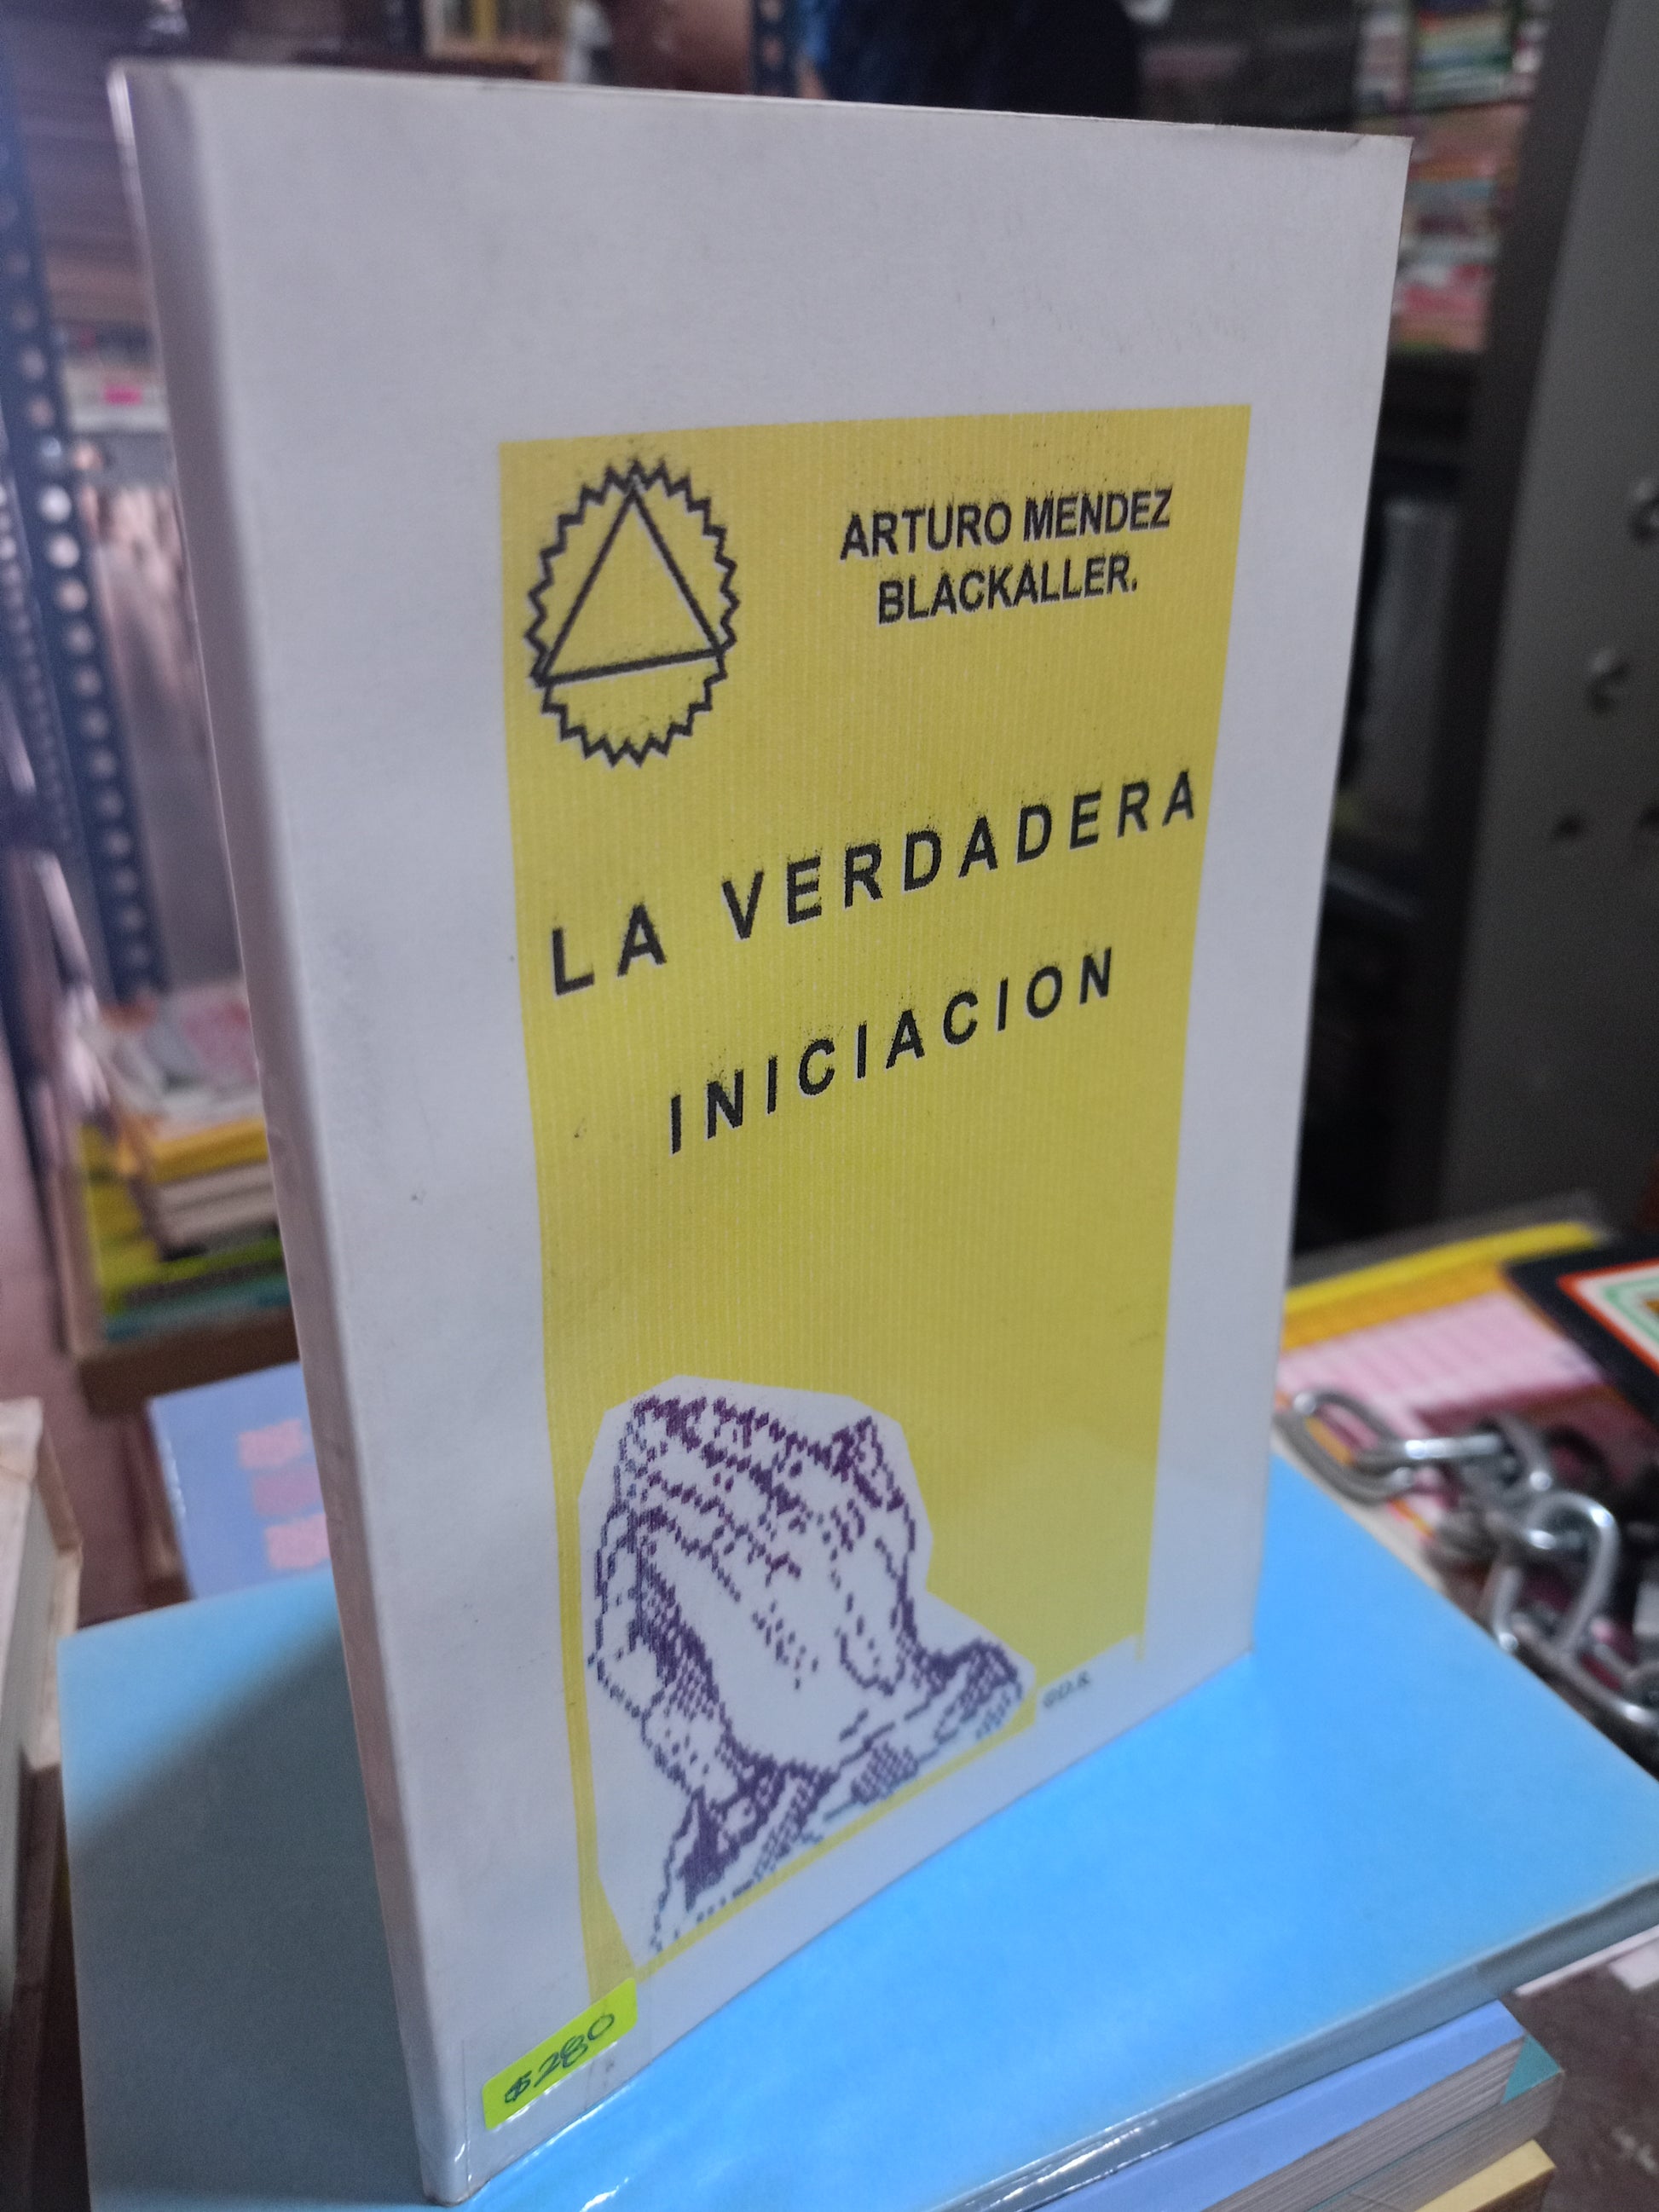 ARTURO MENDEZ
BLACKALLER.
LA VERDADERA
INICIACION
$280